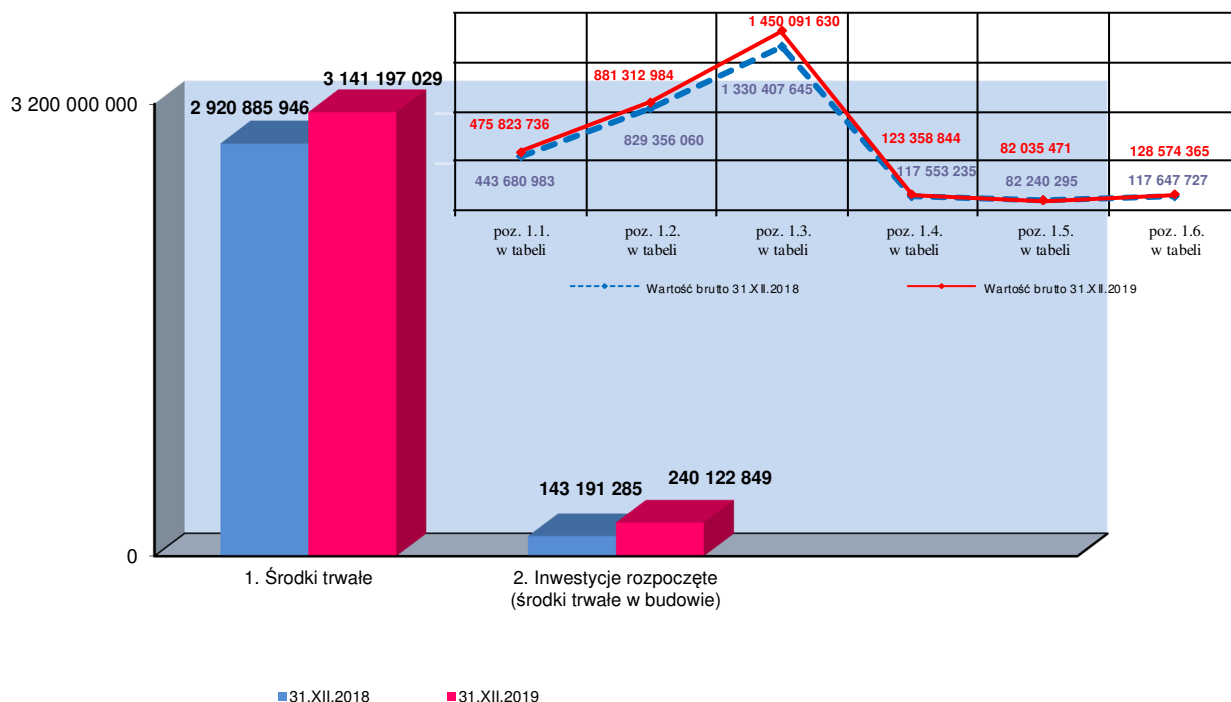 1 450 091 630
881 312 984
1 330 407 645
475 823 736
829 356 060
443 680 983
123 358 844
117 553 235
82 035 471
82 240 295
128 574 365
117 647 727
poz. 1.1.
w tabeli
poz. 1.2.
w tabeli
poz. 1.3.
w tabeli
poz. 1.4.
w tabeli
poz. 1.5.
w tabeli
poz. 1.6.
w tabeli
Wartość brutto 31.XII.2018
Wartość brutto 31.XII.2019
3 200 000 000
0
2 920 885 946
3 141 197 029
143 191 285
240 122 849
1. Środki trwałe
2. Inwestycje rozpoczęte
(środki trwałe w budowie)
31.XII.2018
31.XII.2019